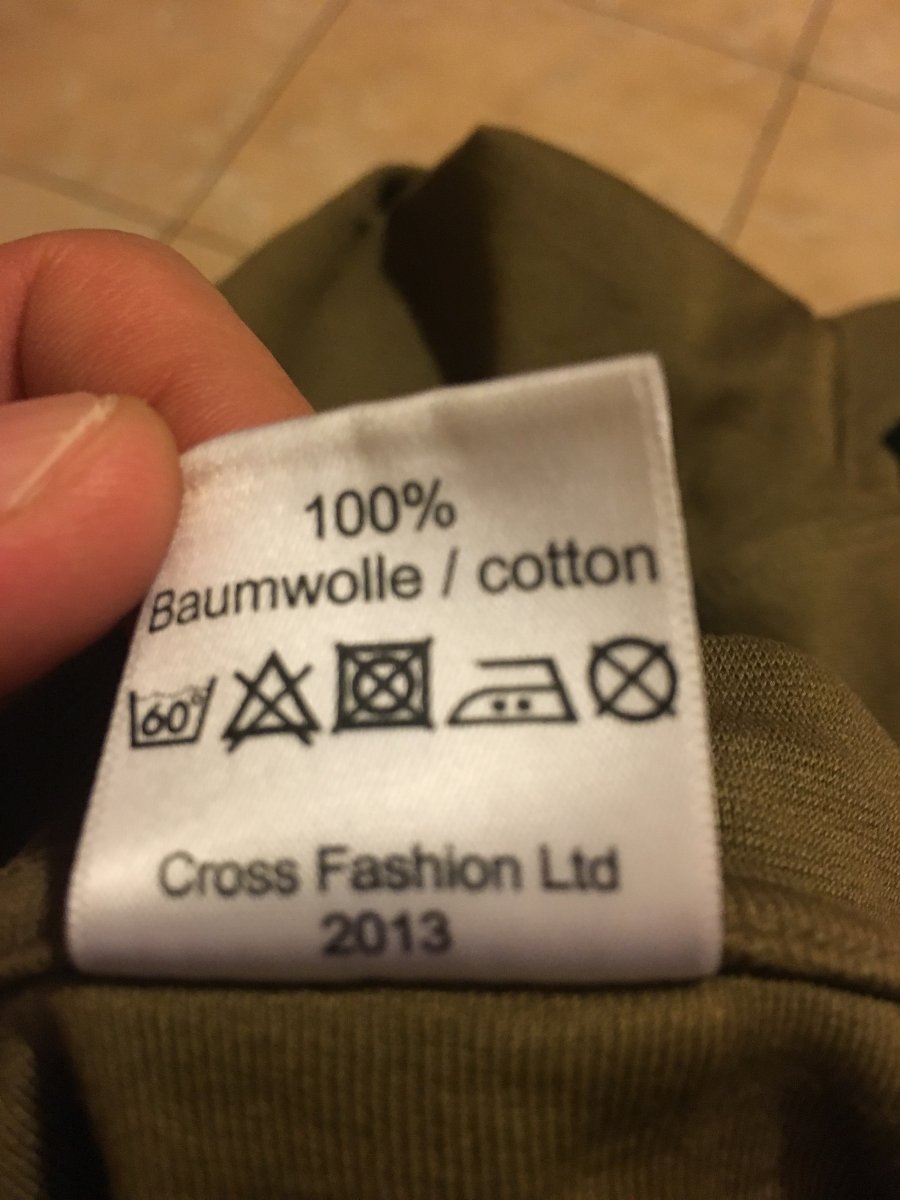 100%
Baumwolle / cotton
60°
Cross Fashion Ltd
2013